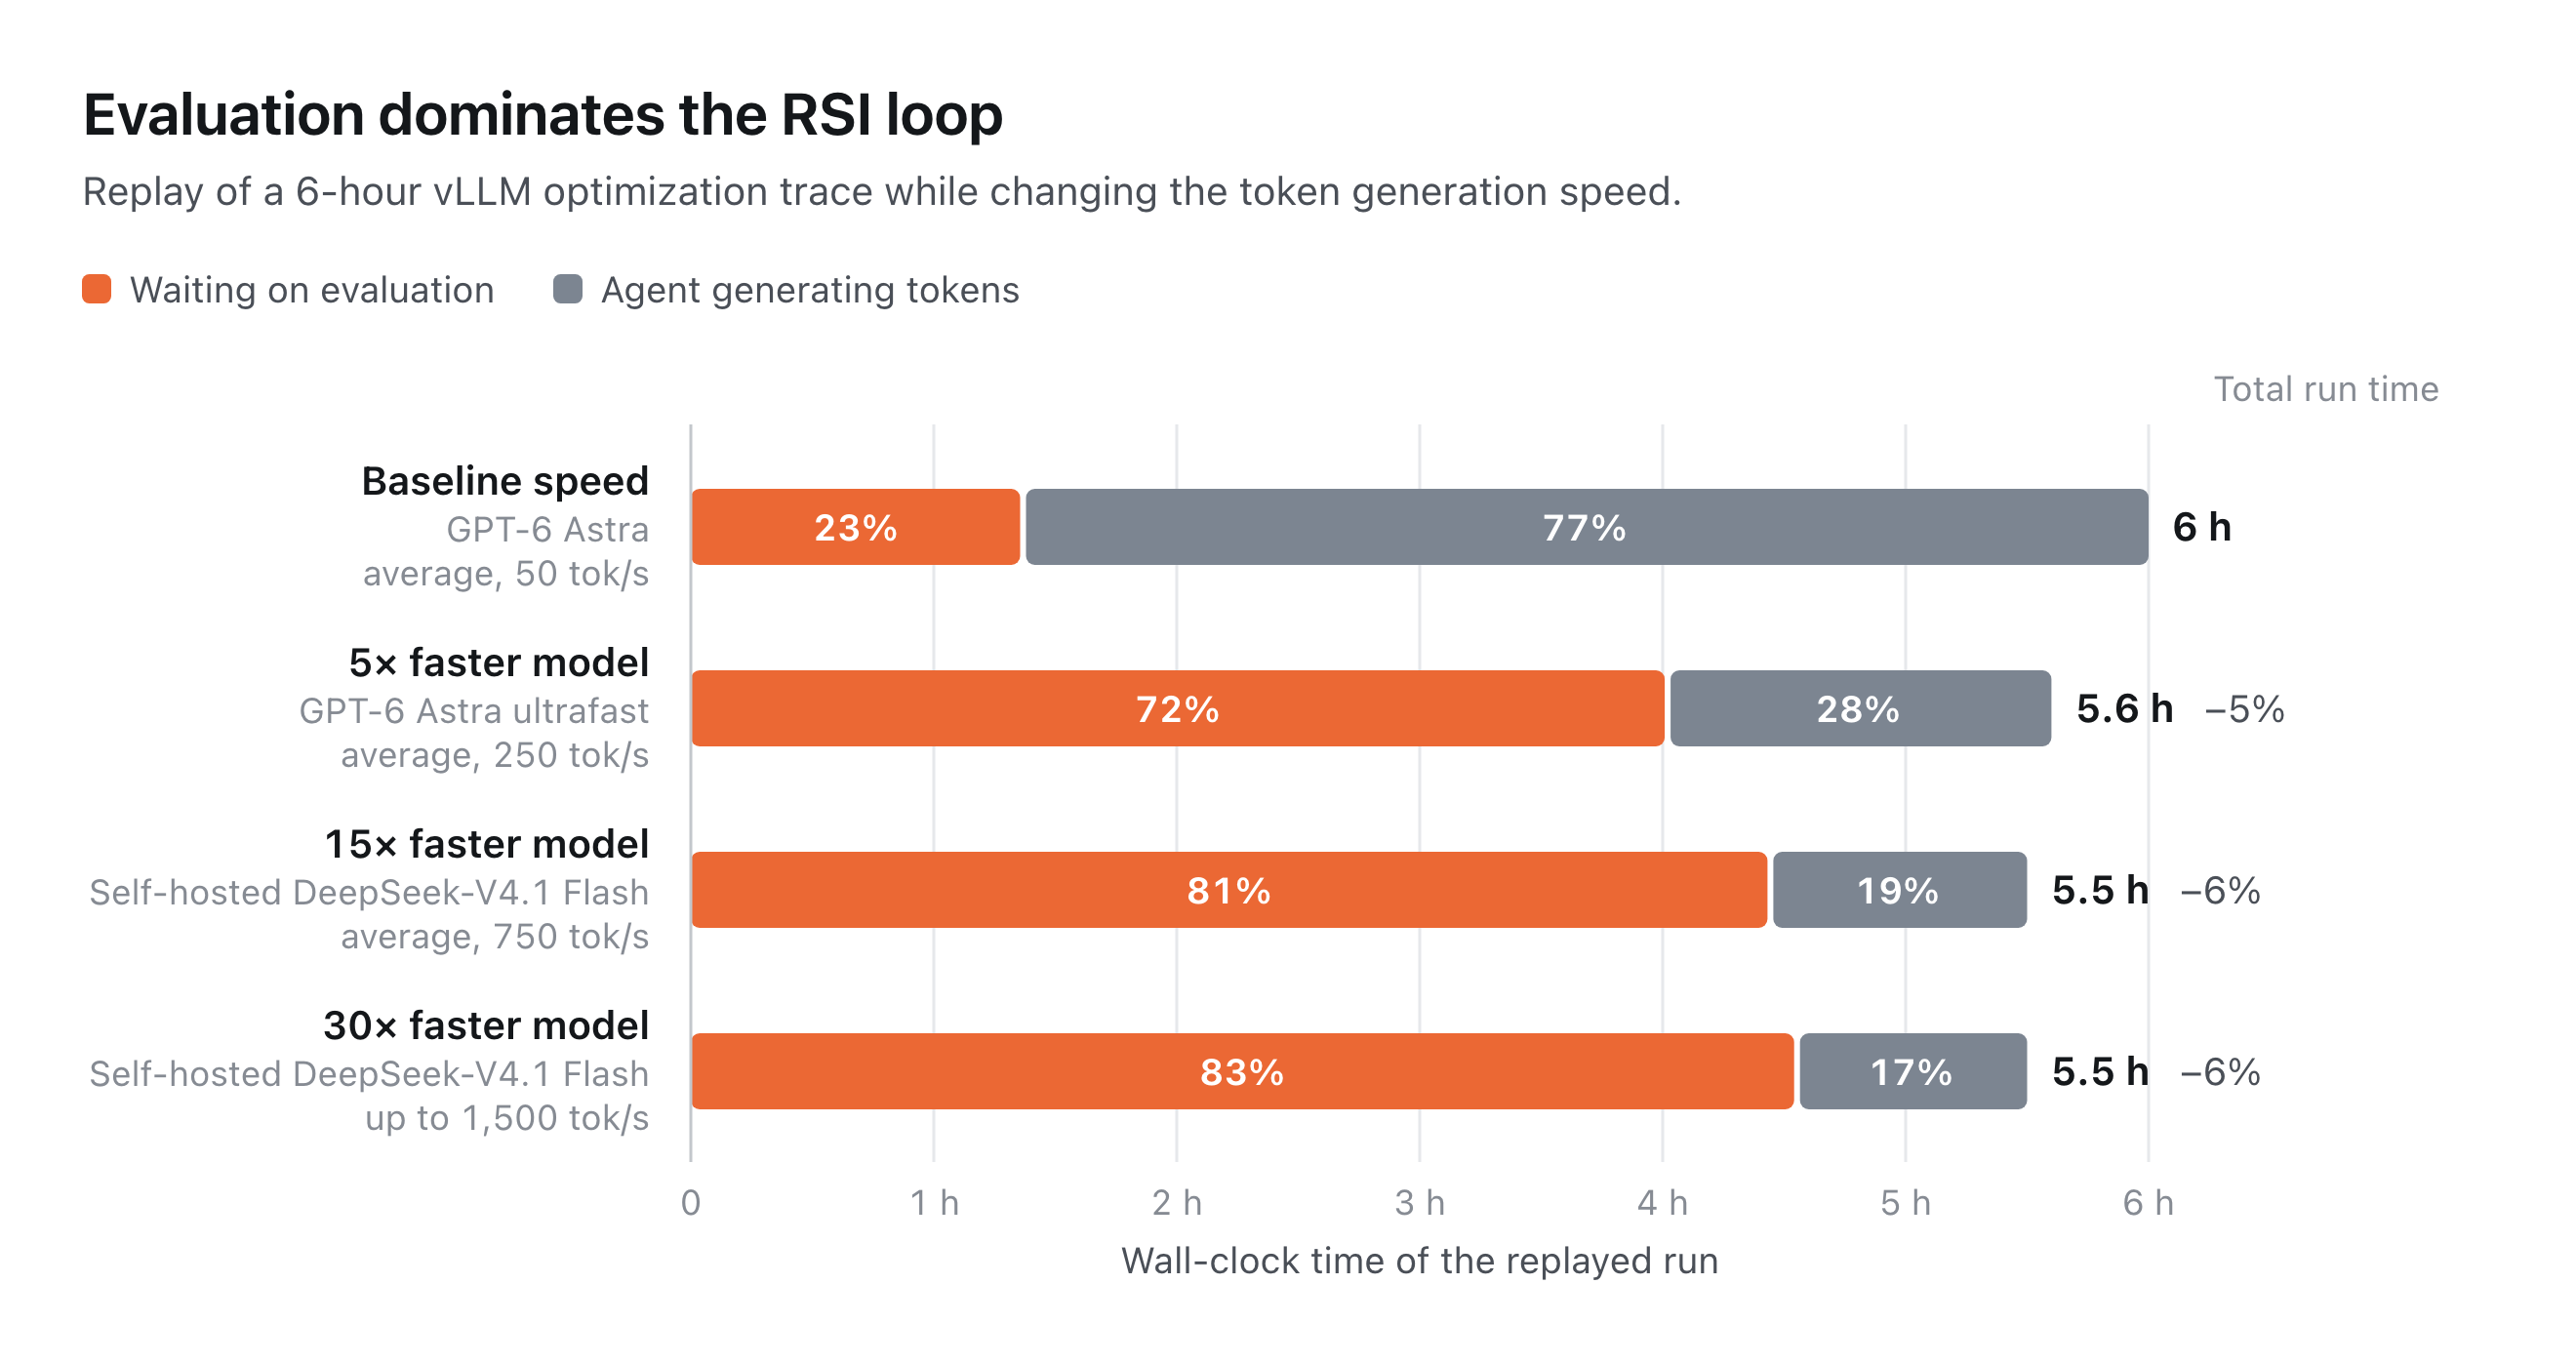 Evaluation dominates the RSI loop
Replay of a 6-hour vLLM optimization trace while changing the token generation speed.
Waiting on evaluation
Agent generating tokens
Total run time
Baseline speed
GPT-6 Astra
average, 50 tok/s
23%
77%
6 h
5× faster model
GPT-6 Astra ultrafast
average, 250 tok/s
72%
28%
5.6 h –5%
15× faster model
Self-hosted DeepSeek-V4.1 Flash
average, 750 tok/s
81%
19%
5.5 h –6%
30× faster model
Self-hosted DeepSeek-V4.1 Flash
up to 1,500 tok/s
83%
17%
5.5 h –6%
0 1 h 2 h 3 h 4 h 5 h 6 h
Wall-clock time of the replayed run